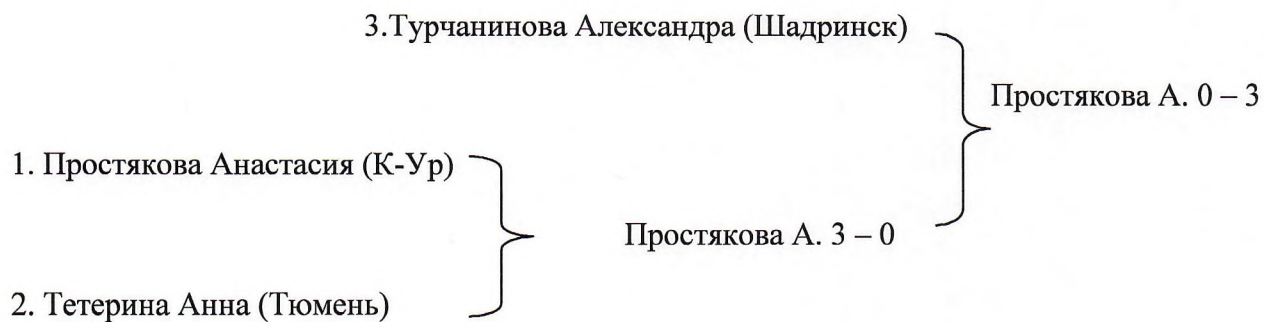 3.Турчанинова Александра (Шадринск)
Простякова А. 0 – 3
1. Простякова Анастасия (К-Ур)
Простякова А. 3 – 0
2. Тетерина Анна (Тюмень)